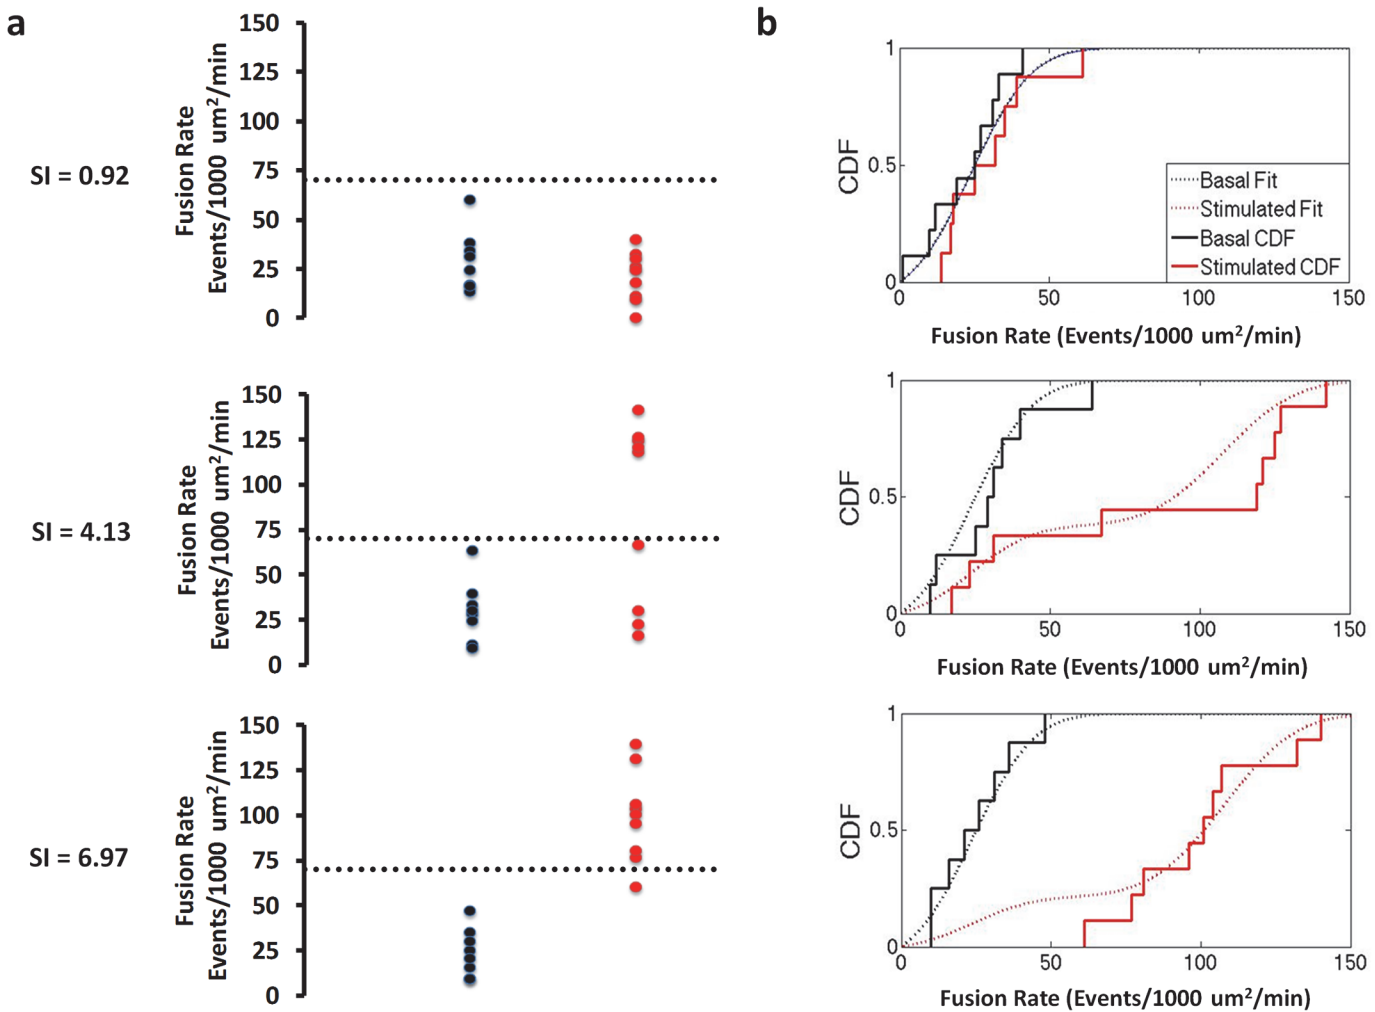 a
b
SI = 0.92
Fusion Rate
Events/1000 um²/min
150
125
100
75
50
25
0
CDF
1
0.5
0
0
50
100
150
Basal Fit
Stimulated Fit
Basal CDF
Stimulated CDF
Fusion Rate (Events/1000 um²/min)
SI = 4.13
Fusion Rate
Events/1000 um²/min
150
125
100
75
50
25
0
CDF
1
0.5
0
0
50
100
150
Fusion Rate (Events/1000 um²/min)
SI = 6.97
Fusion Rate
Events/1000 um²/min
150
125
100
75
50
25
0
CDF
1
0.5
0
0
50
100
150
Fusion Rate (Events/1000 um²/min)